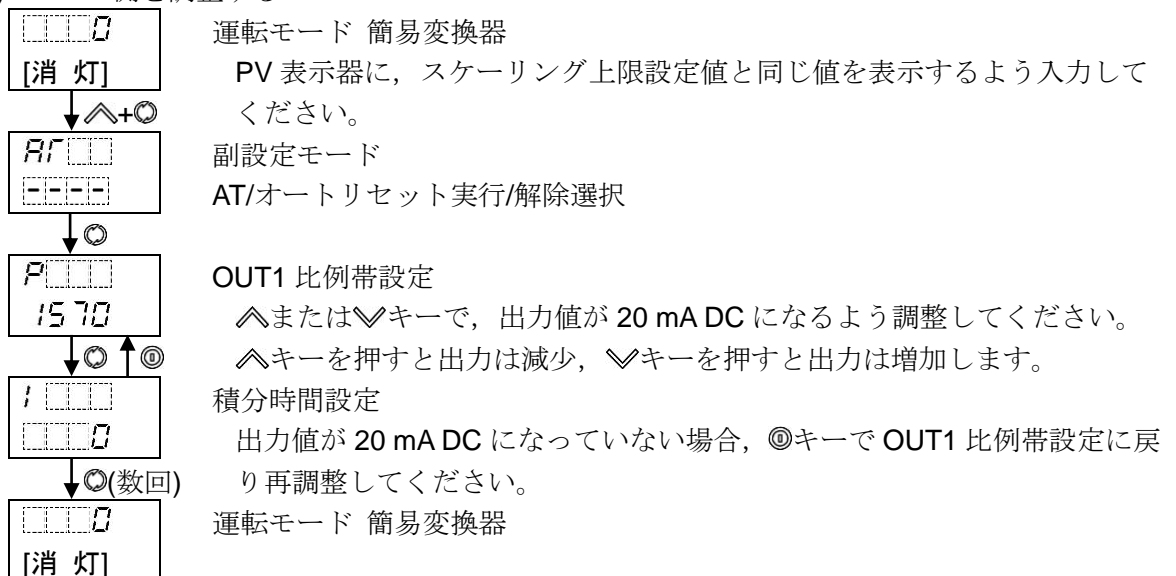 0 運転モード 簡易変換器
[消 灯] PV 表示器に，スケーリング上限設定値と同じ値を表示するよう入力して
+ ください。
AT 副設定モード
---- AT/オートリセット実行/解除選択
P OUT1 比例帯設定
1570 またはキーで，出力値が 20 mA DC になるよう調整してください。
キーを押すと出力は減少，キーを押すと出力は増加します。
I 積分時間設定
0 出力値が 20 mA DC になっていない場合，キーで OUT1 比例帯設定に戻
(数回) り再調整してください。
0 運転モード 簡易変換器
[消 灯]